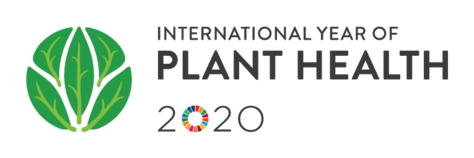 INTERNATIONAL YEAR OF
PLANT HEALTH
2020